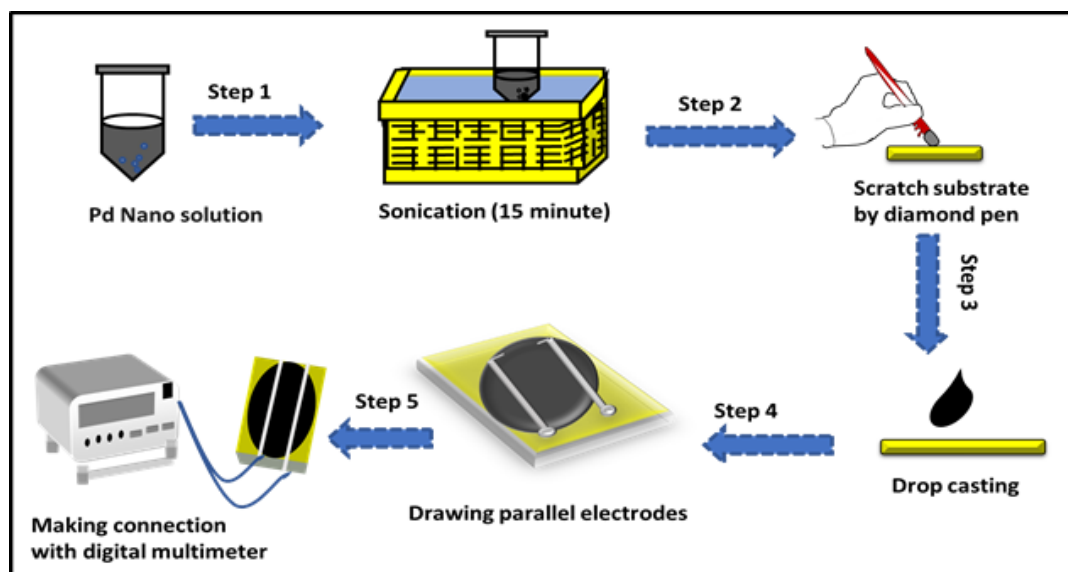 Step 1
Step 2
Pd Nano solution
Sonication (15 minute)
Scratch substrate
by diamond pen
Step 3
Drop casting
Step 4
Drawing parallel electrodes
Step 5
Making connection
with digital multimeter